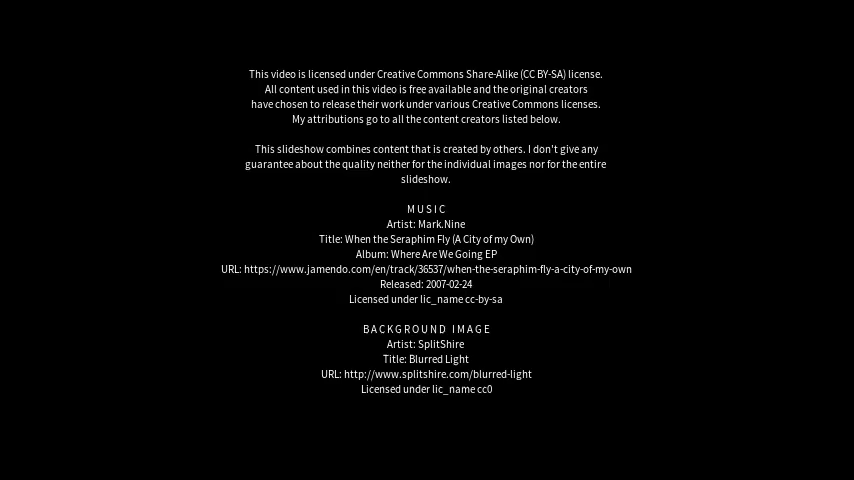 This video is licensed under Creative Commons Share-Alike (CC BY-SA) license.
All content used in this video is free available and the original creators
have chosen to release their work under various Creative Commons licenses.
My attributions go to all the content creators listed below.
This slideshow combines content that is created by others. I don't give any
guarantee about the quality neither for the individual images nor for the entire
slideshow.
MUSIC
Artist: Mark.Nine
Title: When the Seraphim Fly (A City of my Own)
Album: Where Are We Going EP
URL: https://www.jamendo.com/en/track/36537/when-the-seraphim-fly-a-city-of-my-own
Released: 2007-02-24
Licensed under lic_name cc-by-sa
BACKGROUND IMAGE
Artist: SplitShire
Title: Blurred Light
URL: http://www.splitshire.com/blurred-light
Licensed under lic_name cc0